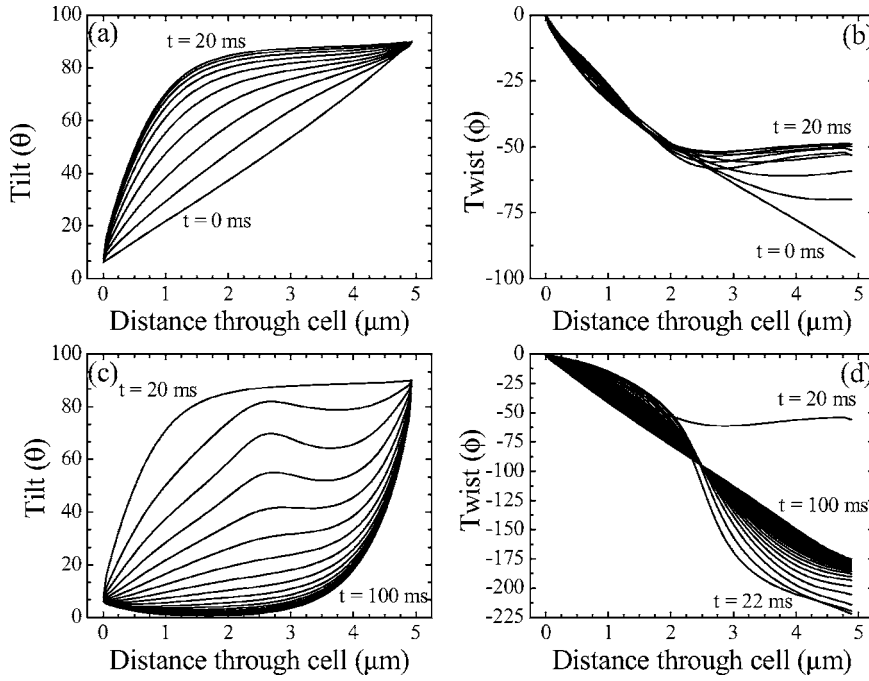 (a)
t = 20 ms
t = 0 ms
Tilt (θ)
100
80
60
40
20
0
0 1 2 3 4 5
Distance through cell (μm)
(b)
t = 20 ms
t = 0 ms
Twist (ϕ)
0
-25
-50
-75
-100
0 1 2 3 4 5
Distance through cell (μm)
(c)
t = 20 ms
t = 100 ms
Tilt (θ)
100
80
60
40
20
0
0 1 2 3 4 5
Distance through cell (μm)
(d)
t = 20 ms
t = 100 ms
t = 22 ms
Twist (ϕ)
0
-25
-50
-75
-100
-125
-150
-175
-200
-225
0 1 2 3 4 5
Distance through cell (μm)